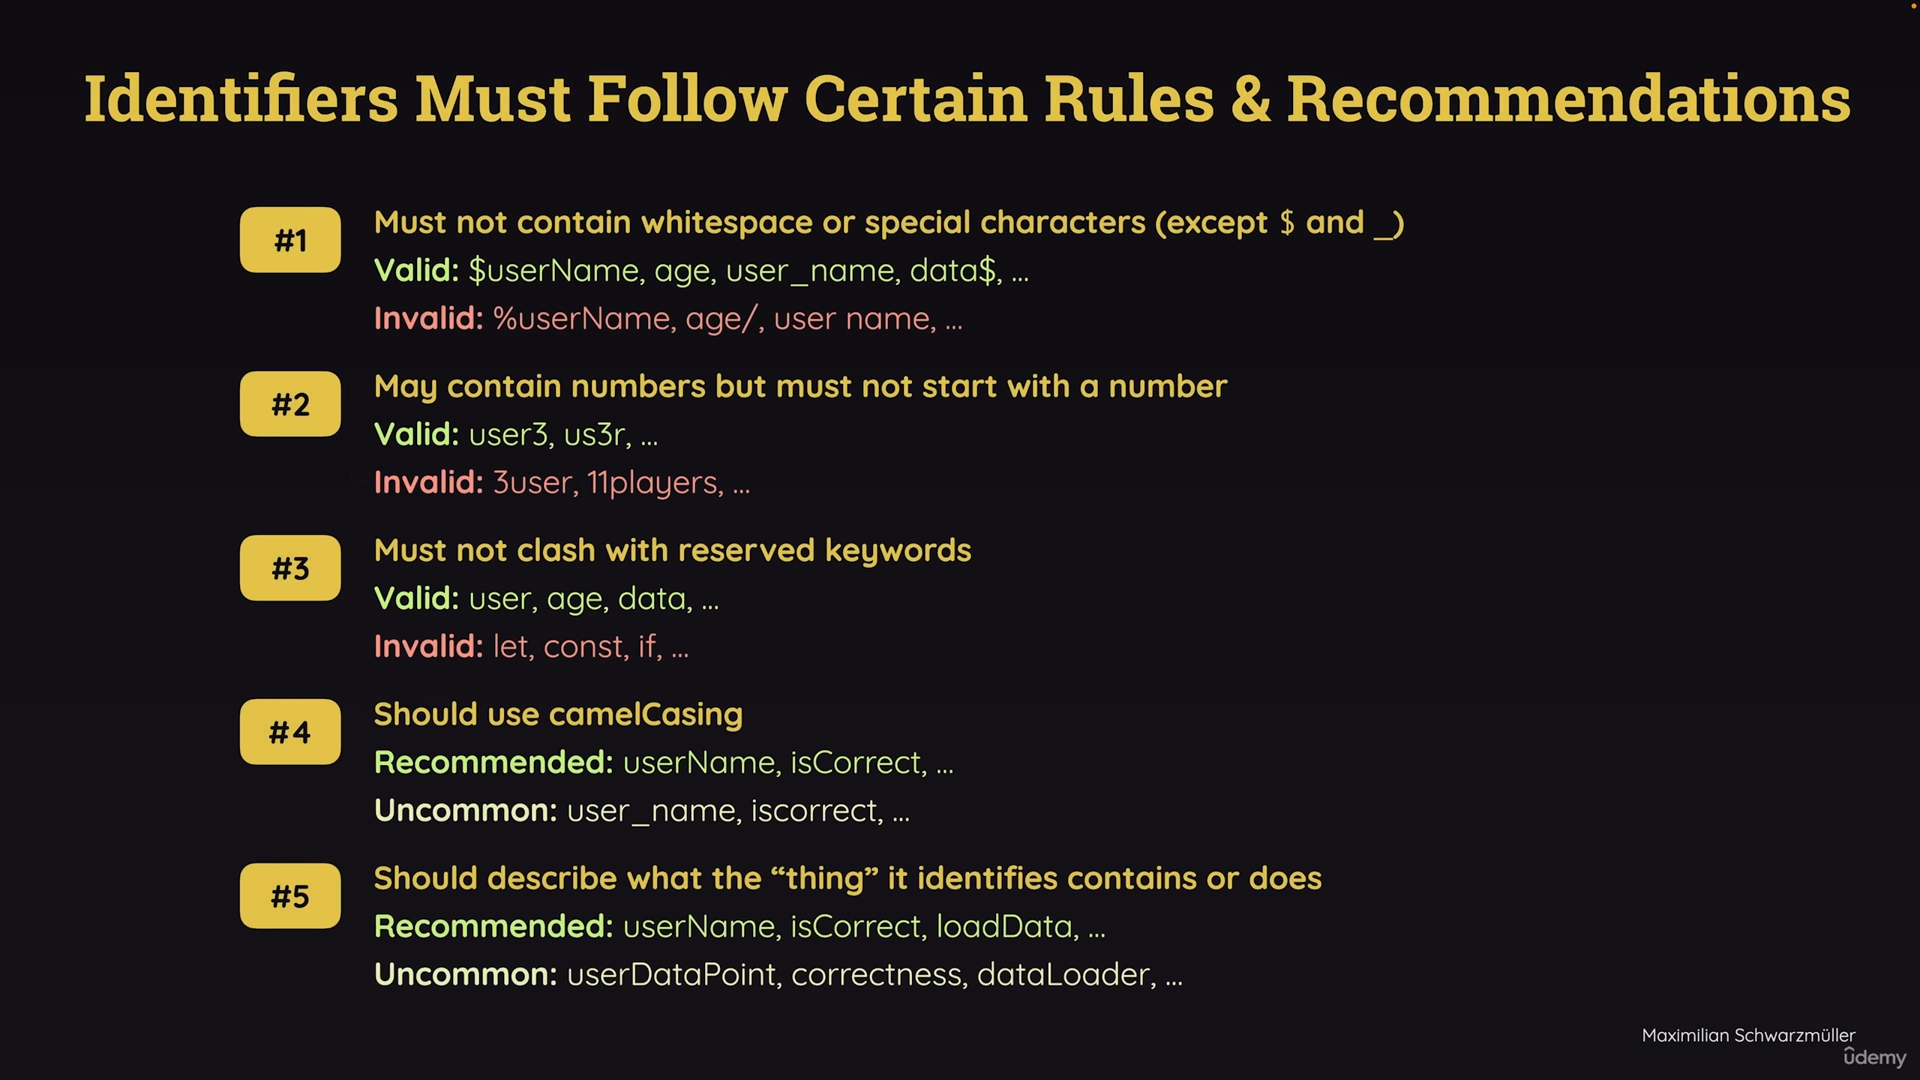 Identifiers Must Follow Certain Rules & Recommendations
#1
Must not contain whitespace or special characters (except $ and _)
Valid: $userName, age, user_name, data$, ...
Invalid: %userName, age/, user name, ...
#2
May contain numbers but must not start with a number
Valid: user3, us3r, ...
Invalid: 3user, 11players, ...
#3
Must not clash with reserved keywords
Valid: user, age, data, ...
Invalid: let, const, if, ...
#4
Should use camelCasing
Recommended: userName, isCorrect, ...
Uncommon: user_name, iscorrect, ...
#5
Should describe what the “thing” it identifies contains or does
Recommended: userName, isCorrect, loadData, ...
Uncommon: userDataPoint, correctness, dataLoader, ...
Maximilian Schwarzmüller
ûdemy